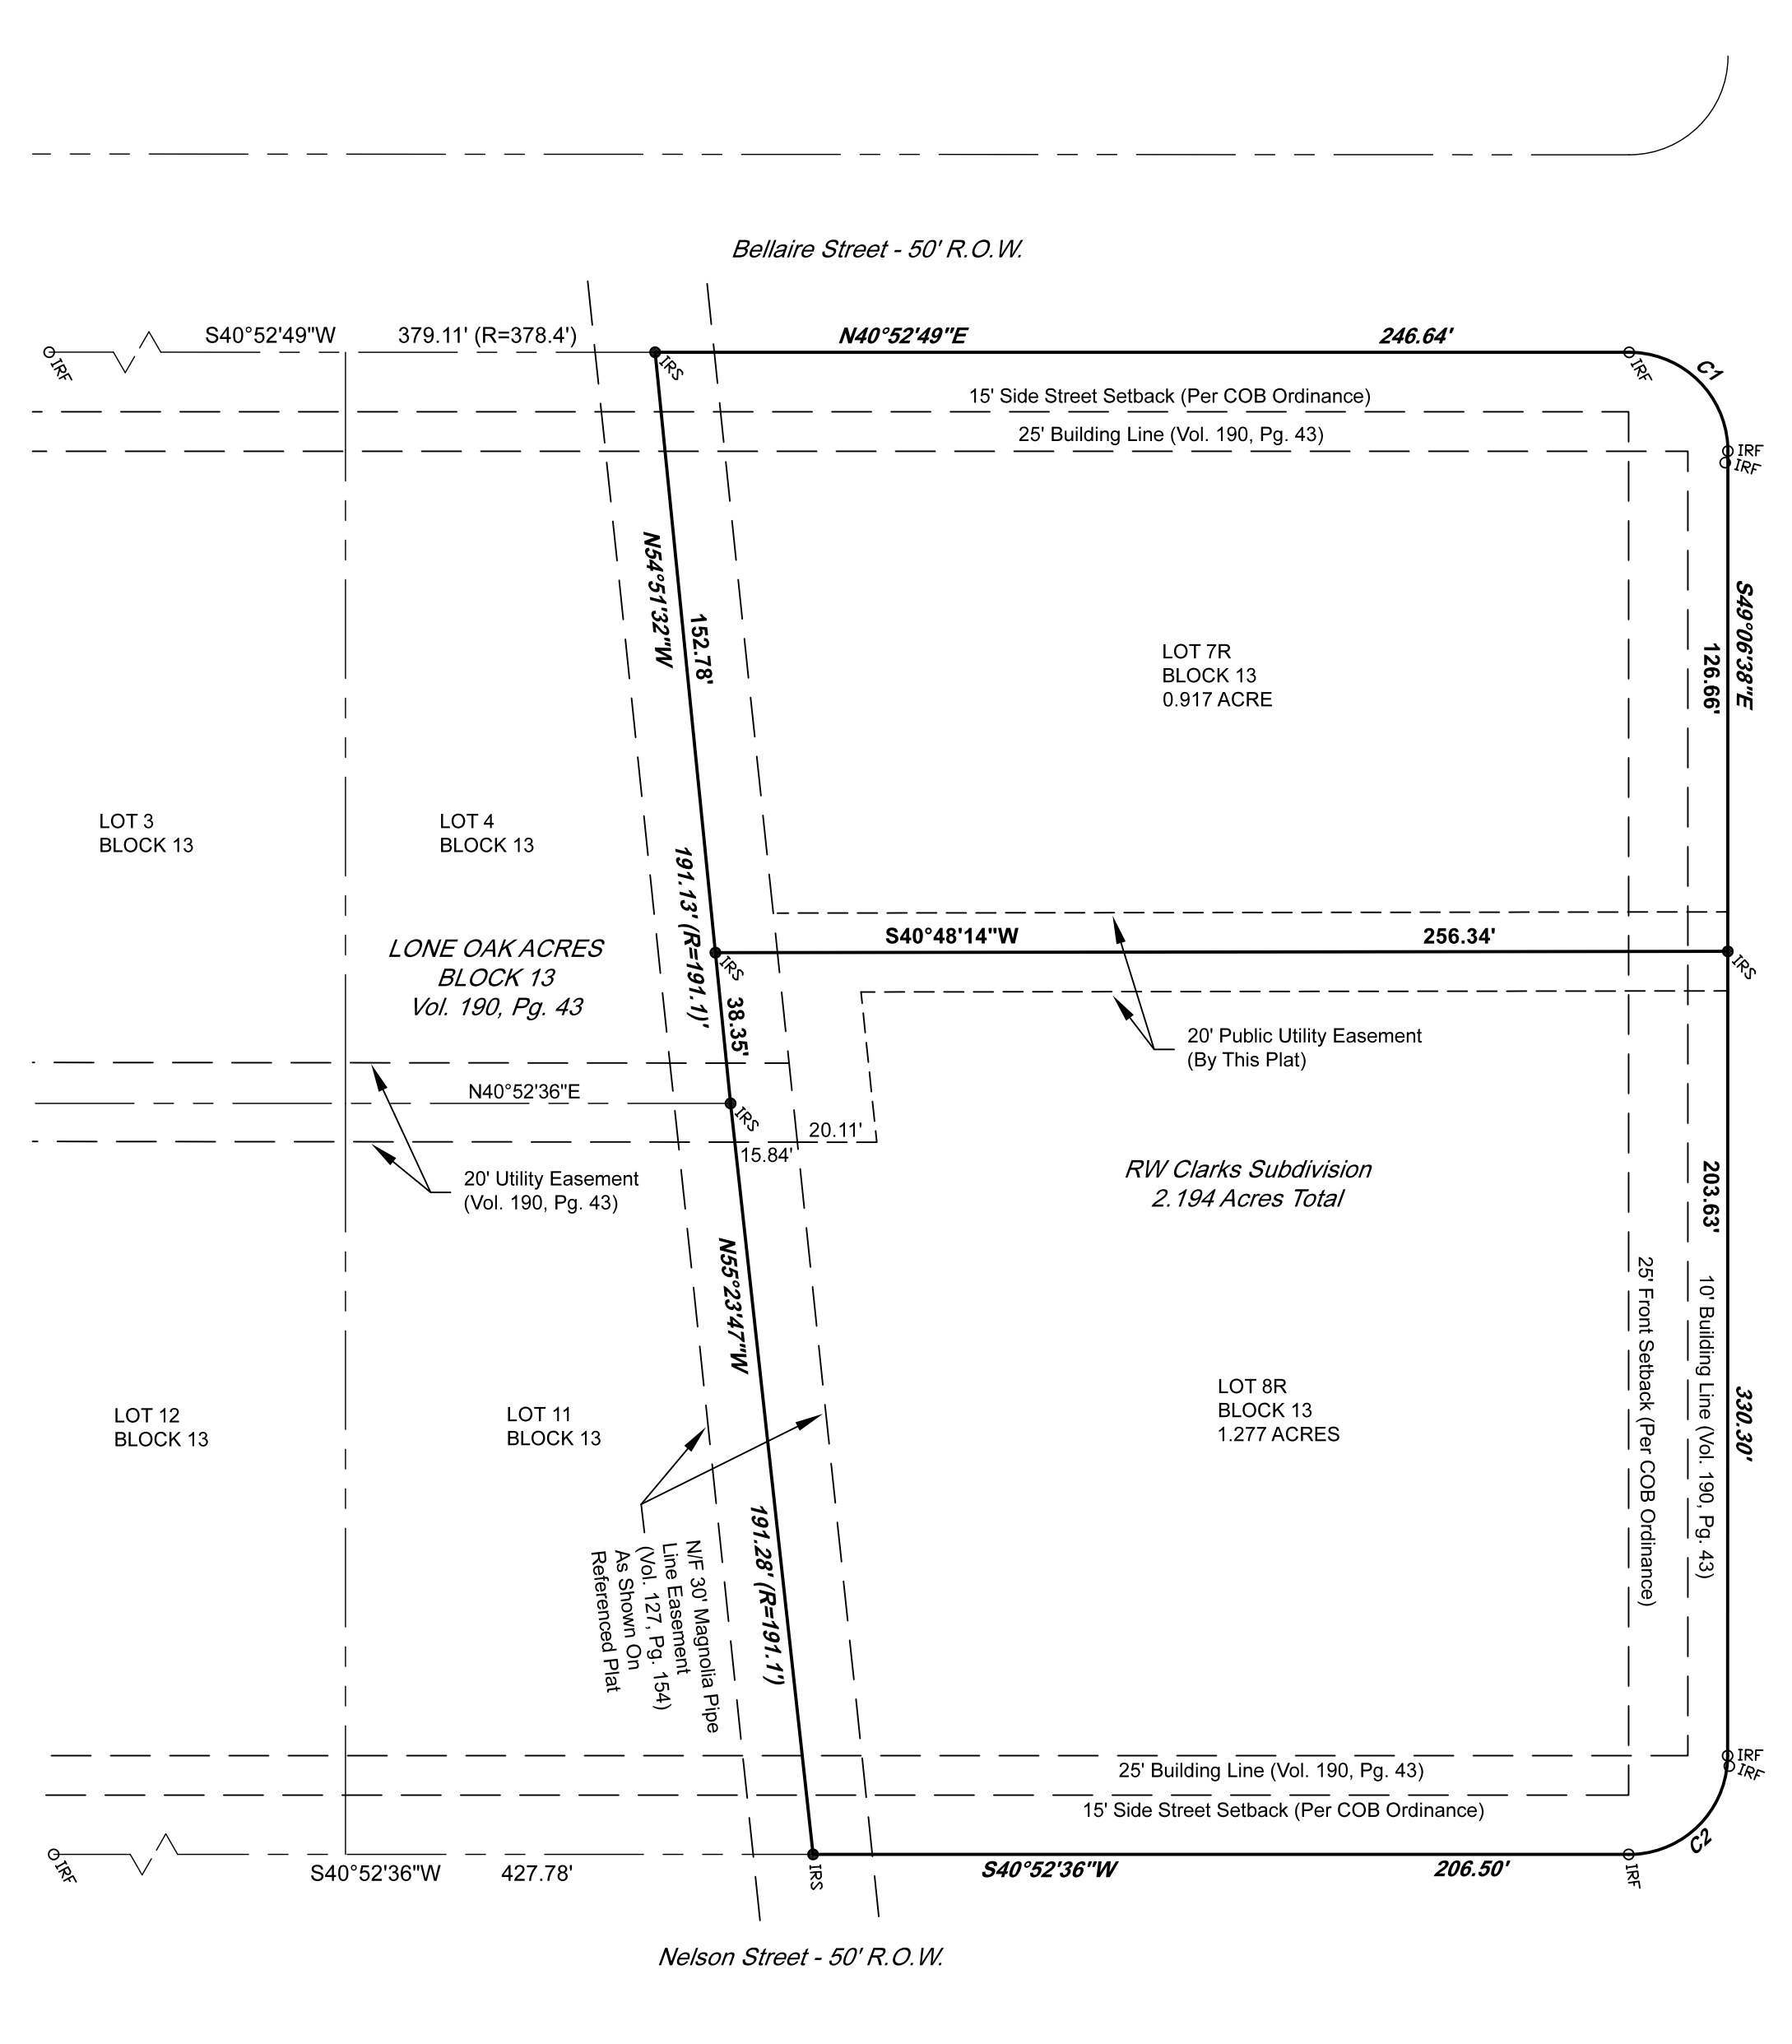 Bellaire Street - 50' R.O.W.
S40°52'49"W 379.11' (R=378.4')
N40°52'49"E 246.64'
IRF
IRS
IRF
C1
15' Side Street Setback (Per COB Ordinance)
25' Building Line (Vol. 190, Pg. 43)
IRF
IRF
N54°51'32"W
152.78'
S49°06'38"E
126.66'
LOT 7R
BLOCK 13
0.917 ACRE
LOT 3
BLOCK 13
LOT 4
BLOCK 13
191.13' (R=191.1)'
LONE OAK ACRES
BLOCK 13
Vol. 190, Pg. 43
S40°48'14"W 256.34'
IRS
IRS
38.35'
20' Public Utility Easement
(By This Plat)
N40°52'36"E
IRS
20.11'
15.84'
20' Utility Easement
(Vol. 190, Pg. 43)
RW Clarks Subdivision
2.194 Acres Total
203.63'
N55°23'47"W
25' Front Setback (Per COB Ordinance)
10' Building Line (Vol. 190, Pg. 43)
330.30'
LOT 12
BLOCK 13
LOT 11
BLOCK 13
LOT 8R
BLOCK 13
1.277 ACRES
191.28' (R=191.1')
N/F 30' Magnolia Pipe
Line Easement
(Vol. 127, Pg. 154)
As Shown On
Referenced Plat
25' Building Line (Vol. 190, Pg. 43)
IRF
IRF
15' Side Street Setback (Per COB Ordinance)
C2
IRF
S40°52'36"W 427.78'
IRS
S40°52'36"W 206.50'
IRF
Nelson Street - 50' R.O.W.